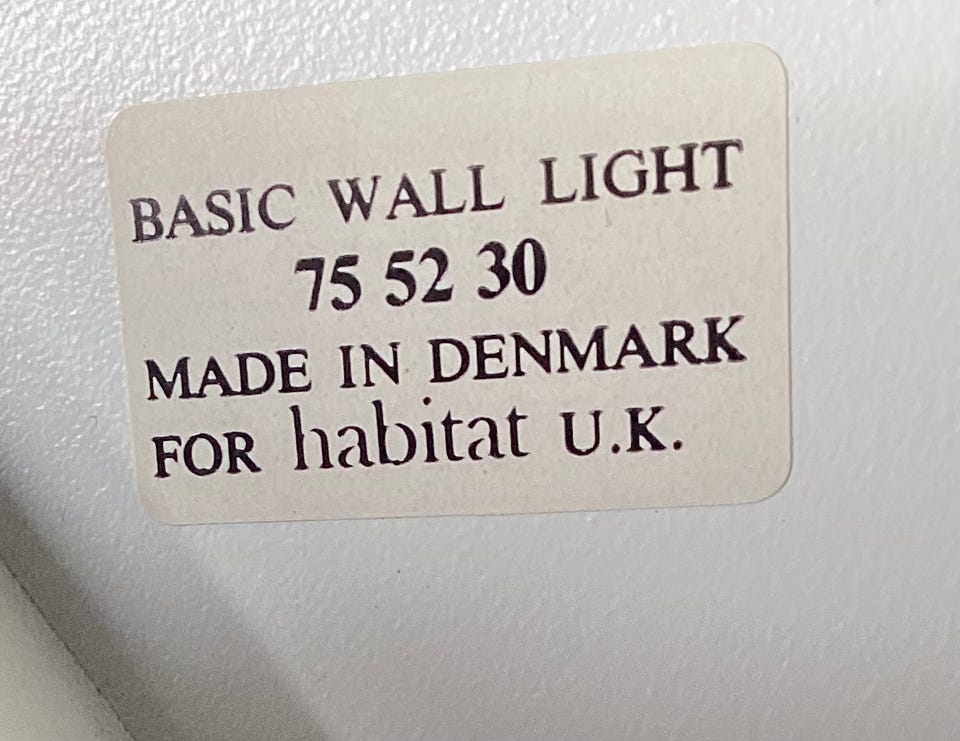 BASIC WALL LIGHT
75 52 30
MADE IN DENMARK
FOR habitat U.K.